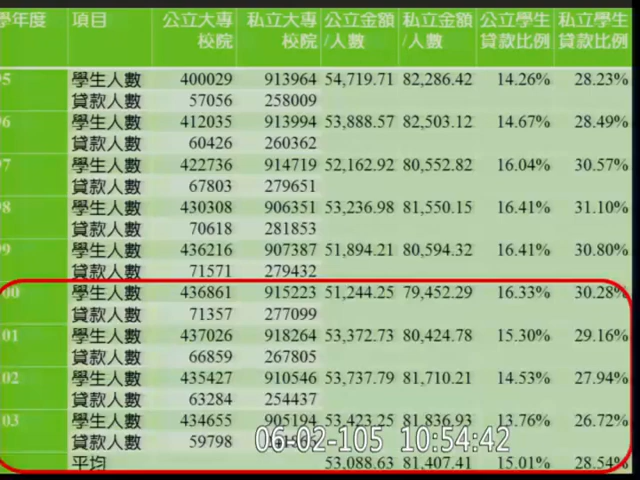 學年度 項目 公立大專校院 私立大專校院 公立金額/人數 私立金額/人數 公立學生貸款比例 私立學生貸款比例
95 學生人數 400029 913964 54,719.71 82,286.42 14.26% 28.23%
貸款人數 57056 258009
96 學生人數 412035 913994 53,888.57 82,503.12 14.67% 28.49%
貸款人數 60426 260362
97 學生人數 422736 914719 52,162.92 80,552.82 16.04% 30.57%
貸款人數 67803 279651
98 學生人數 430308 906351 53,236.98 81,550.15 16.41% 31.10%
貸款人數 70618 281853
99 學生人數 436216 907387 51,894.21 80,594.32 16.41% 30.80%
貸款人數 71571 279432
100 學生人數 436861 915223 51,244.25 79,452.29 16.33% 30.28%
貸款人數 71357 277099
101 學生人數 437026 918264 53,372.73 80,424.78 15.30% 29.16%
貸款人數 66859 267805
102 學生人數 435427 910546 53,737.79 81,710.21 14.53% 27.94%
貸款人數 63284 254437
103 學生人數 434655 905194 53,423.25 81,836.93 13.76% 26.72%
貸款人數 59798
06-02-105 10:54:42
平均 53,088.63 81,407.41 15.01% 28.54%